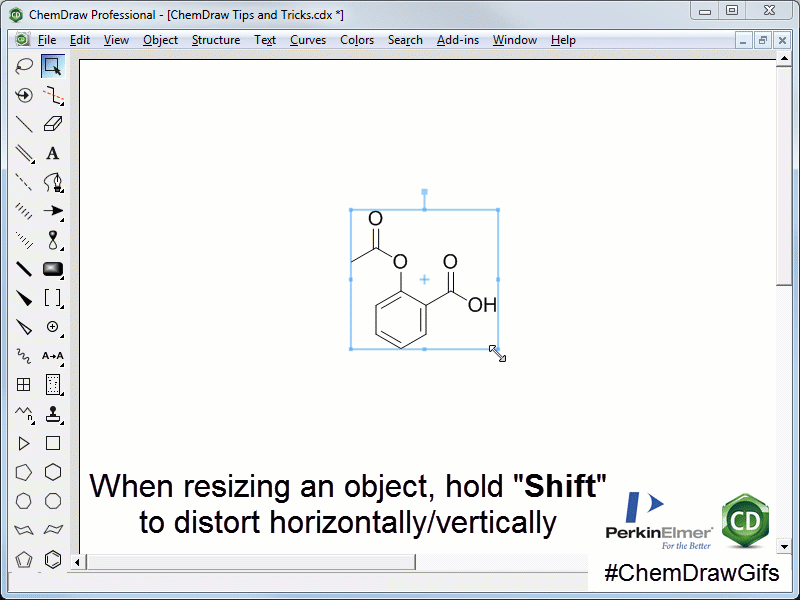 ChemDraw Professional - [ChemDraw Tips and Tricks.cdx *]
File Edit View Object Structure Text Curves Colors Search Add-ins Window Help
A
A→A
n
O
O
O
OH
When resizing an object, hold "Shift"
to distort horizontally/vertically
PerkinElmer®
For the Better
CD
#ChemDrawGifs